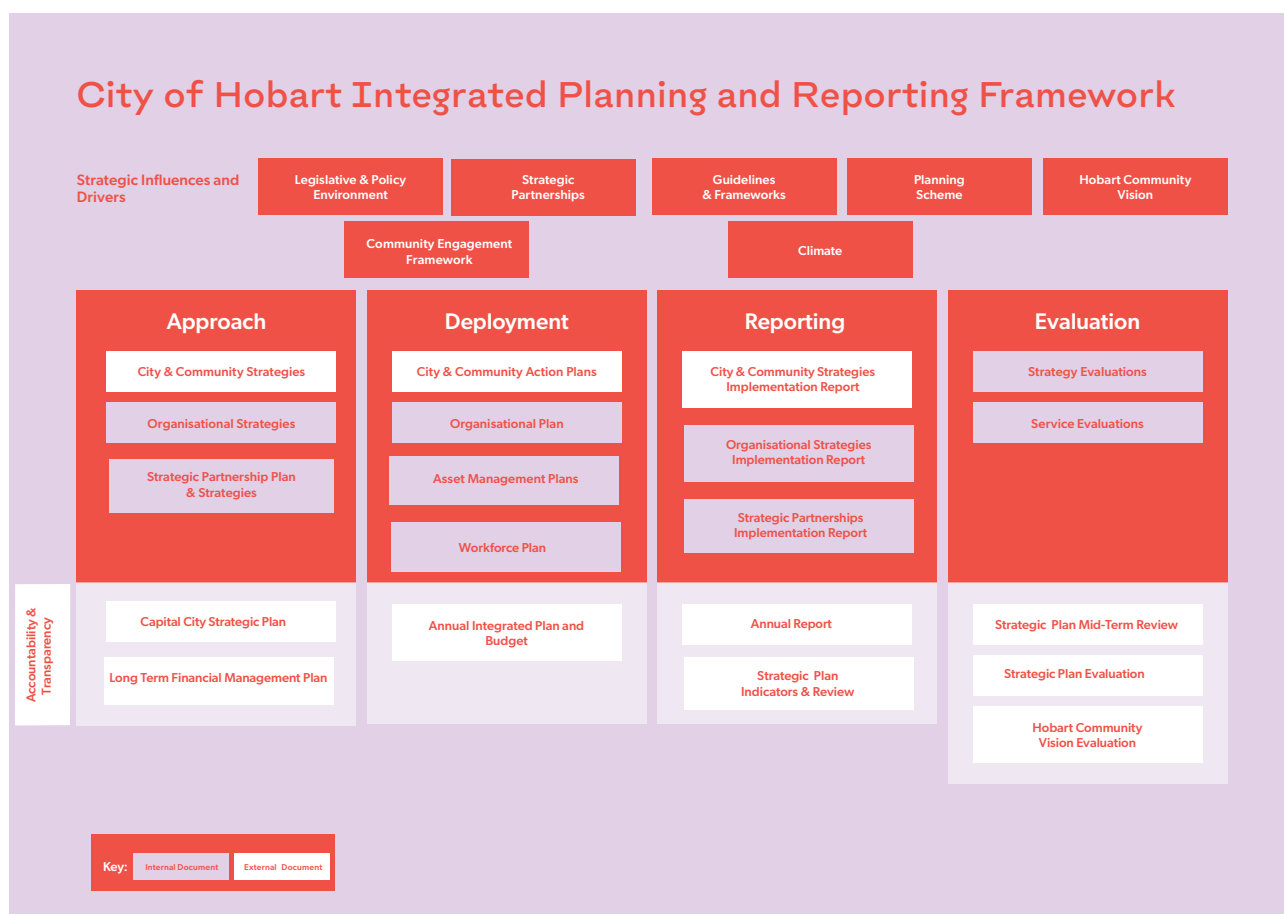 City of Hobart Integrated Planning and Reporting Framework
Strategic Influences and
Drivers
Legislative & Policy
Environment
Strategic
Partnerships
Guidelines
& Frameworks
Planning
Scheme
Hobart Community
Vision
Community Engagement
Framework
Climate
Approach
City & Community Strategies
Organisational Strategies
Strategic Partnership Plan
& Strategies
Deployment
City & Community Action Plans
Organisational Plan
Asset Management Plans
Workforce Plan
Reporting
City & Community Strategies
Implementation Report
Organisational Strategies
Implementation Report
Strategic Partnerships
Implementation Report
Evaluation
Strategy Evaluations
Service Evaluations
Accountability &
Transparency
Capital City Strategic Plan
Long Term Financial Management Plan
Annual Integrated Plan and
Budget
Annual Report
Strategic Plan
Indicators & Review
Strategic Plan Mid-Term Review
Strategic Plan Evaluation
Hobart Community
Vision Evaluation
Key:
Internal Document
External Document